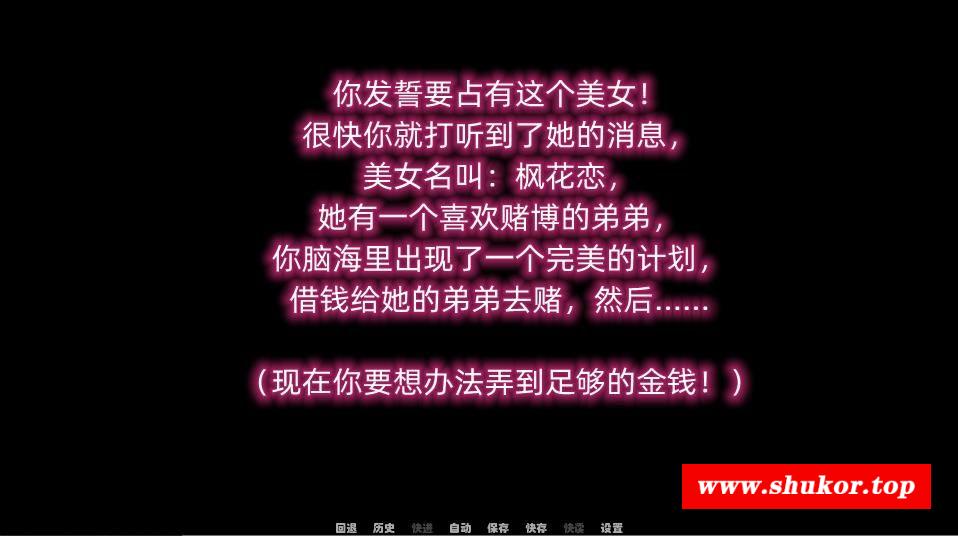 你发誓要占有这个美女！
很快你就打听到了她的消息，
美女名叫：枫花恋，
她有一个喜欢赌博的弟弟，
你脑海里出现了一个完美的计划，
借钱给她的弟弟去赌，然后……
（现在你要想办法弄到足够的金钱！）
www.shukor.top
回退 历史 快进 自动 保存 快存 快读 设置